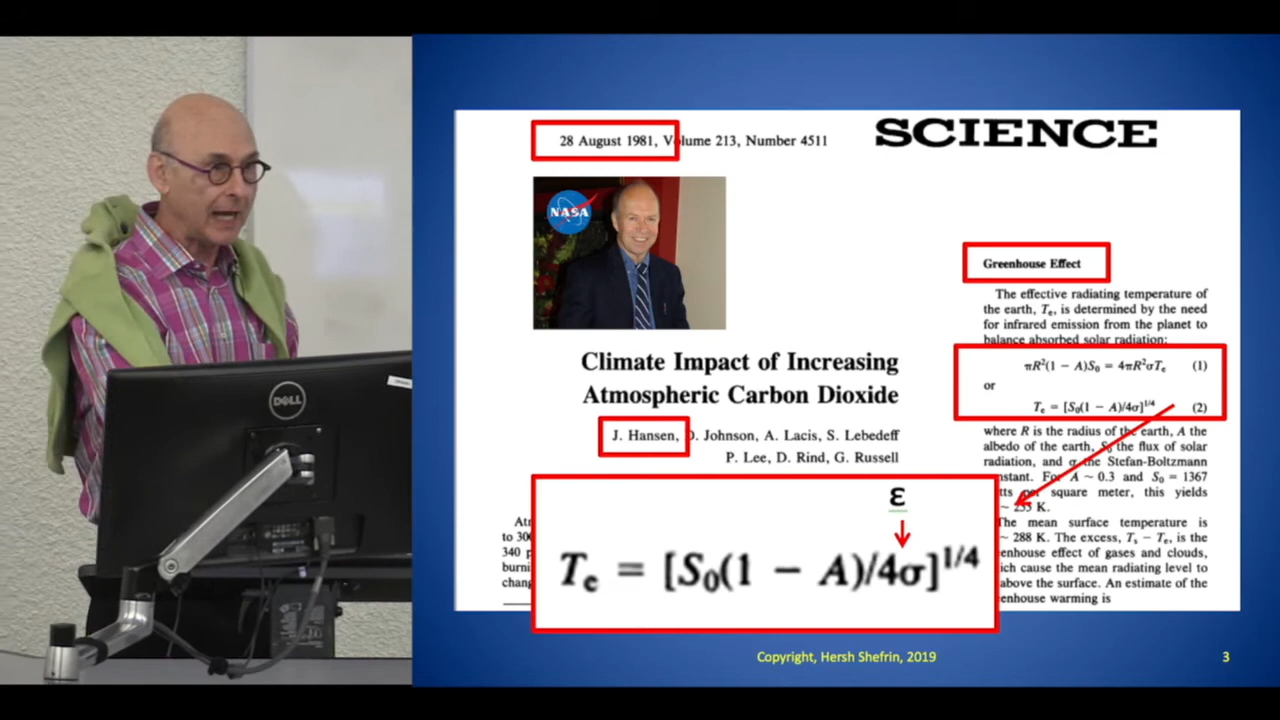 28 August 1981, Volume 213, Number 4511
SCIENCE
NASA
Climate Impact of Increasing
Atmospheric Carbon Dioxide
J. Hansen, D. Johnson, A. Lacis, S. Lebedeff
P. Lee, D. Rind, G. Russell
Greenhouse Effect
The effective radiating temperature of
the earth, Tₑ, is determined by the need
for infrared emission from the planet to
balance absorbed solar radiation:
πR²(1 − A)S₀ = 4πR²σTₑ (1)
or
Tₑ = [S₀(1 − A)/4σ]¹/⁴ (2)
where R is the radius of the earth, A the
albedo of the earth, the flux of solar
radiation, and σ the Stefan-Boltzmann
A ~ 0.3 and S₀ = 1367
square meter, this yields
~ 255 K.
The mean surface temperature is
~ 288 K. The excess, Tₛ − Tₑ, is the
effect of gases and clouds,
cause the mean radiating level to
above the surface. An estimate of the
warming is
ε
Tₑ = [S₀(1 − A)/4σ]¹/⁴
to 300
340 p
DELL
Copyright, Hersh Shefrin, 2019
3